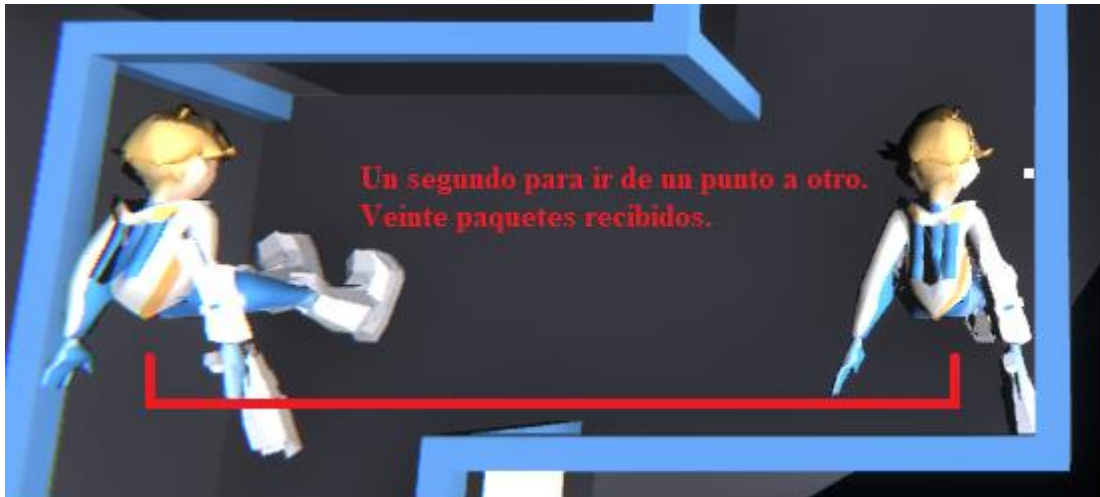 Un segundo para ir de un punto a otro.
Veinte paquetes recibidos.